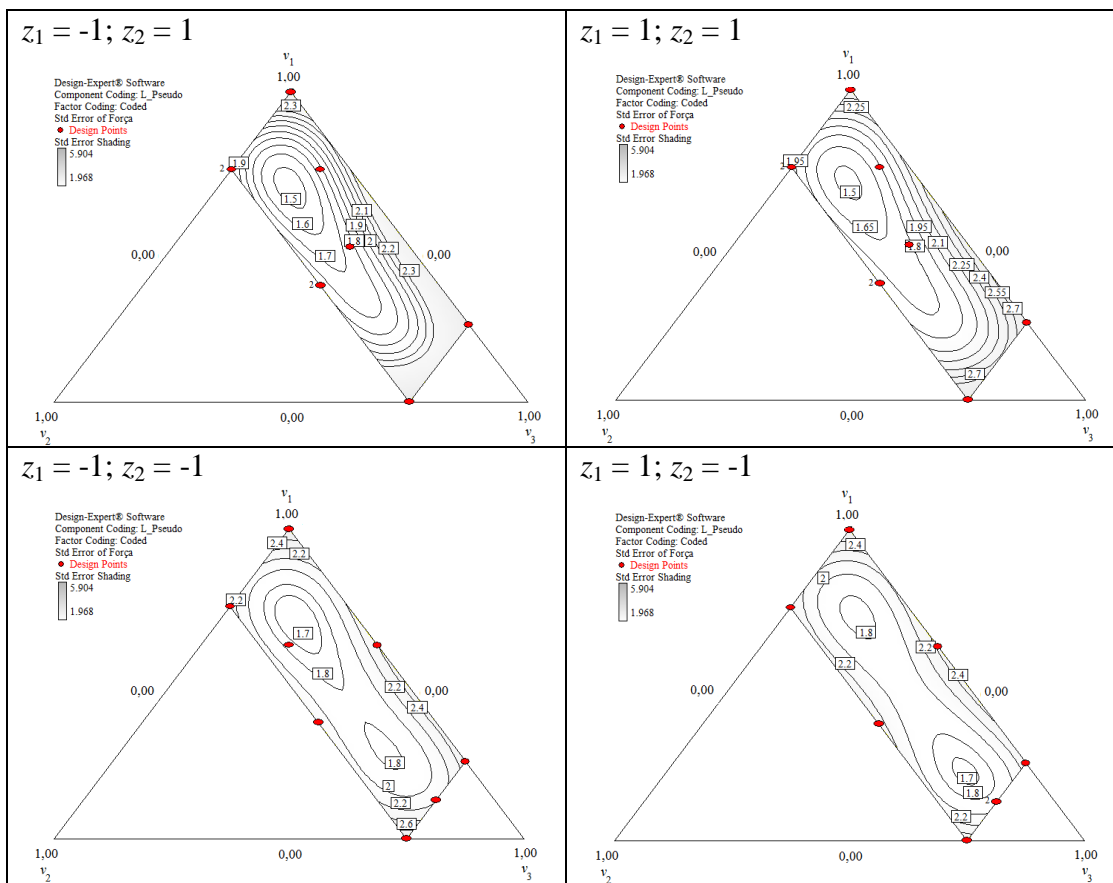 z1 = -1; z2 = 1
v1
1,00
Design-Expert® Software
Component Coding: L_Pseudo
Factor Coding: Coded
Std Error of Força
Design Points
Std Error Shading
5.904
1.968
2.3
1.9
2
1.5
1.6
2.1
1.9
1.8
2
2.2
1.7
2.3
2
0,00
0,00
1,00
v2
0,00
1,00
v3
z1 = 1; z2 = 1
v1
1,00
Design-Expert® Software
Component Coding: L_Pseudo
Factor Coding: Coded
Std Error of Força
Design Points
Std Error Shading
5.904
1.968
2.25
1.95
2
1.5
1.65
1.95
1.8
2.1
2.25
2.4
2.55
2.7
2
2.7
0,00
0,00
1,00
v2
0,00
1,00
v3
z1 = -1; z2 = -1
v1
1,00
Design-Expert® Software
Component Coding: L_Pseudo
Factor Coding: Coded
Std Error of Força
Design Points
Std Error Shading
5.904
1.968
2.4
2.2
2.2
1.7
1.8
2.2
2.4
1.8
2
2.2
2.6
0,00
0,00
1,00
v2
0,00
1,00
v3
z1 = 1; z2 = -1
v1
1,00
Design-Expert® Software
Component Coding: L_Pseudo
Factor Coding: Coded
Std Error of Força
Design Points
Std Error Shading
5.904
1.968
2.4
2
1.8
2.2
2.2
2.4
1.7
1.8
2
2.2
0,00
0,00
1,00
v2
0,00
1,00
v3